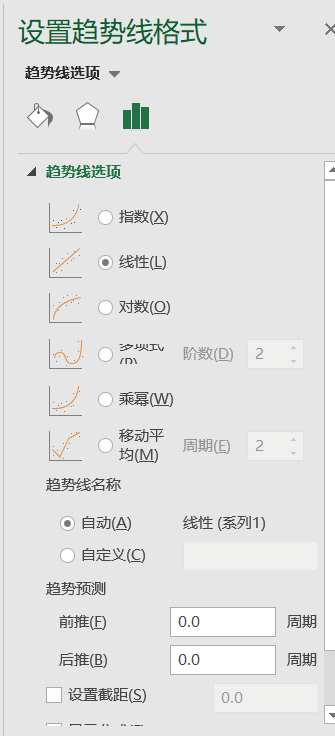 设置趋势线格式
趋势线选项
趋势线选项
指数(X)
线性(L)
对数(O)
多项式
(P)
阶数(D)
2
乘幂(W)
移动平
均(M)
周期(E)
2
趋势线名称
自动(A)
线性 (系列1)
自定义(C)
趋势预测
前推(F)
0.0
周期
后推(B)
0.0
周期
设置截距(S)
0.0